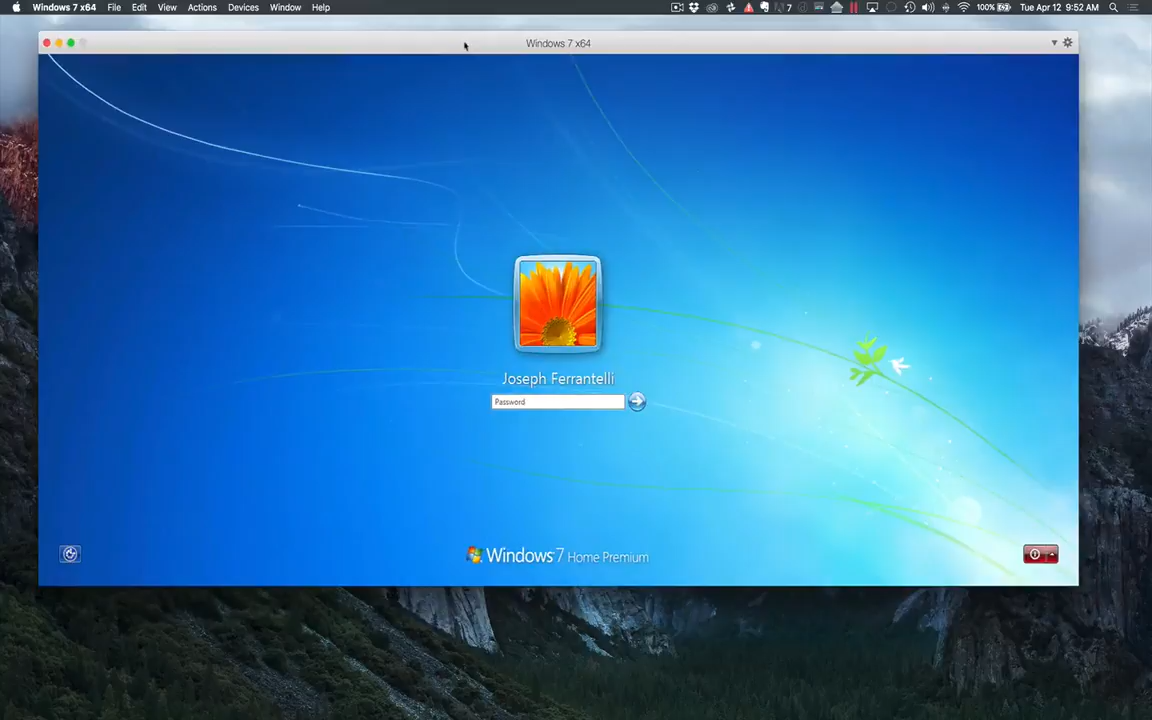 Windows 7 x64 File Edit View Actions Devices Window Help 7 100% Tue Apr 12 9:52 AM
Windows 7 x64
Joseph Ferrantelli
Password
Windows 7 Home Premium